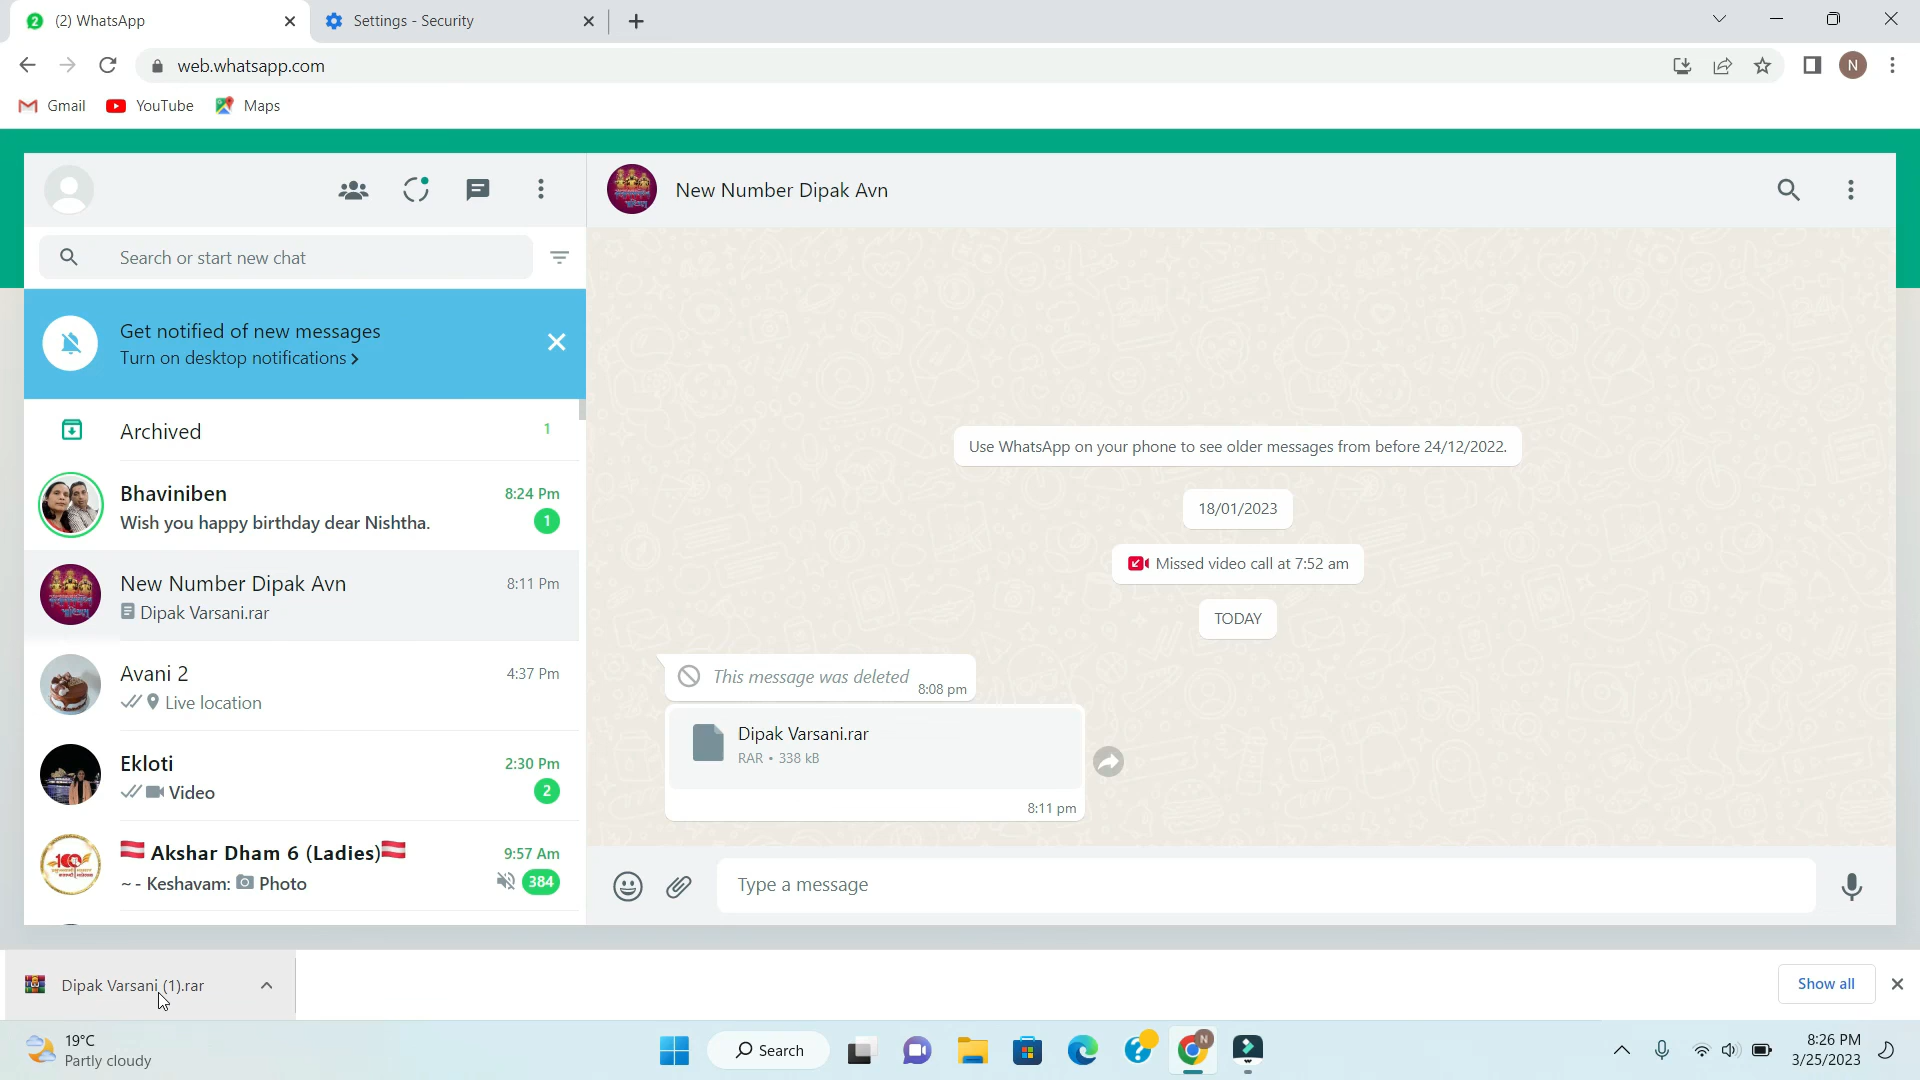 (2) WhatsApp
Settings - Security
web.whatsapp.com
N
Gmail
YouTube
Maps
Search or start new chat
Get notified of new messages
Turn on desktop notifications >
Archived
1
Bhaviniben
8:24 Pm
Wish you happy birthday dear Nishtha.
1
New Number Dipak Avn
8:11 Pm
Dipak Varsani.rar
Avani 2
4:37 Pm
Live location
Ekloti
2:30 Pm
Video
2
Akshar Dham 6 (Ladies)
9:57 Am
~ - Keshavam: Photo
384
New Number Dipak Avn
Use WhatsApp on your phone to see older messages from before 24/12/2022.
18/01/2023
Missed video call at 7:52 am
TODAY
This message was deleted
8:08 pm
Dipak Varsani.rar
RAR • 338 kB
8:11 pm
Type a message
Dipak Varsani (1).rar
Show all
19°C
Partly cloudy
Search
8:26 PM
3/25/2023